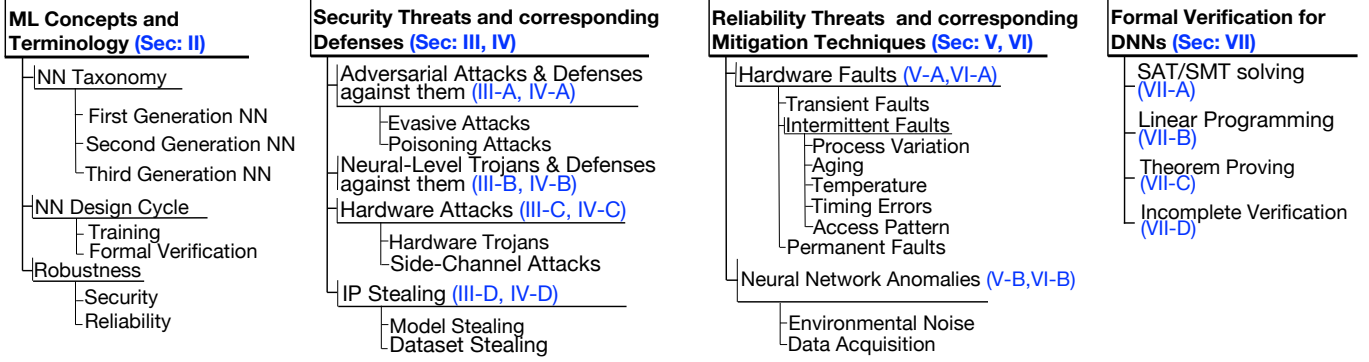 ML Concepts and
Terminology (Sec: II)
NN Taxonomy
First Generation NN
Second Generation NN
Third Generation NN
NN Design Cycle
Training
Formal Verification
Robustness
Security
Reliability
Security Threats and corresponding
Defenses (Sec: III, IV)
Adversarial Attacks & Defenses
against them (III-A, IV-A)
Evasive Attacks
Poisoning Attacks
Neural-Level Trojans & Defenses
against them (III-B, IV-B)
Hardware Attacks (III-C, IV-C)
Hardware Trojans
Side-Channel Attacks
IP Stealing (III-D, IV-D)
Model Stealing
Dataset Stealing
Reliability Threats and corresponding
Mitigation Techniques (Sec: V, VI)
Hardware Faults (V-A,VI-A)
Transient Faults
Intermittent Faults
Process Variation
Aging
Temperature
Timing Errors
Access Pattern
Permanent Faults
Neural Network Anomalies (V-B,VI-B)
Environmental Noise
Data Acquisition
Formal Verification for
DNNs (Sec: VII)
SAT/SMT solving
(VII-A)
Linear Programming
(VII-B)
Theorem Proving
(VII-C)
Incomplete Verification
(VII-D)